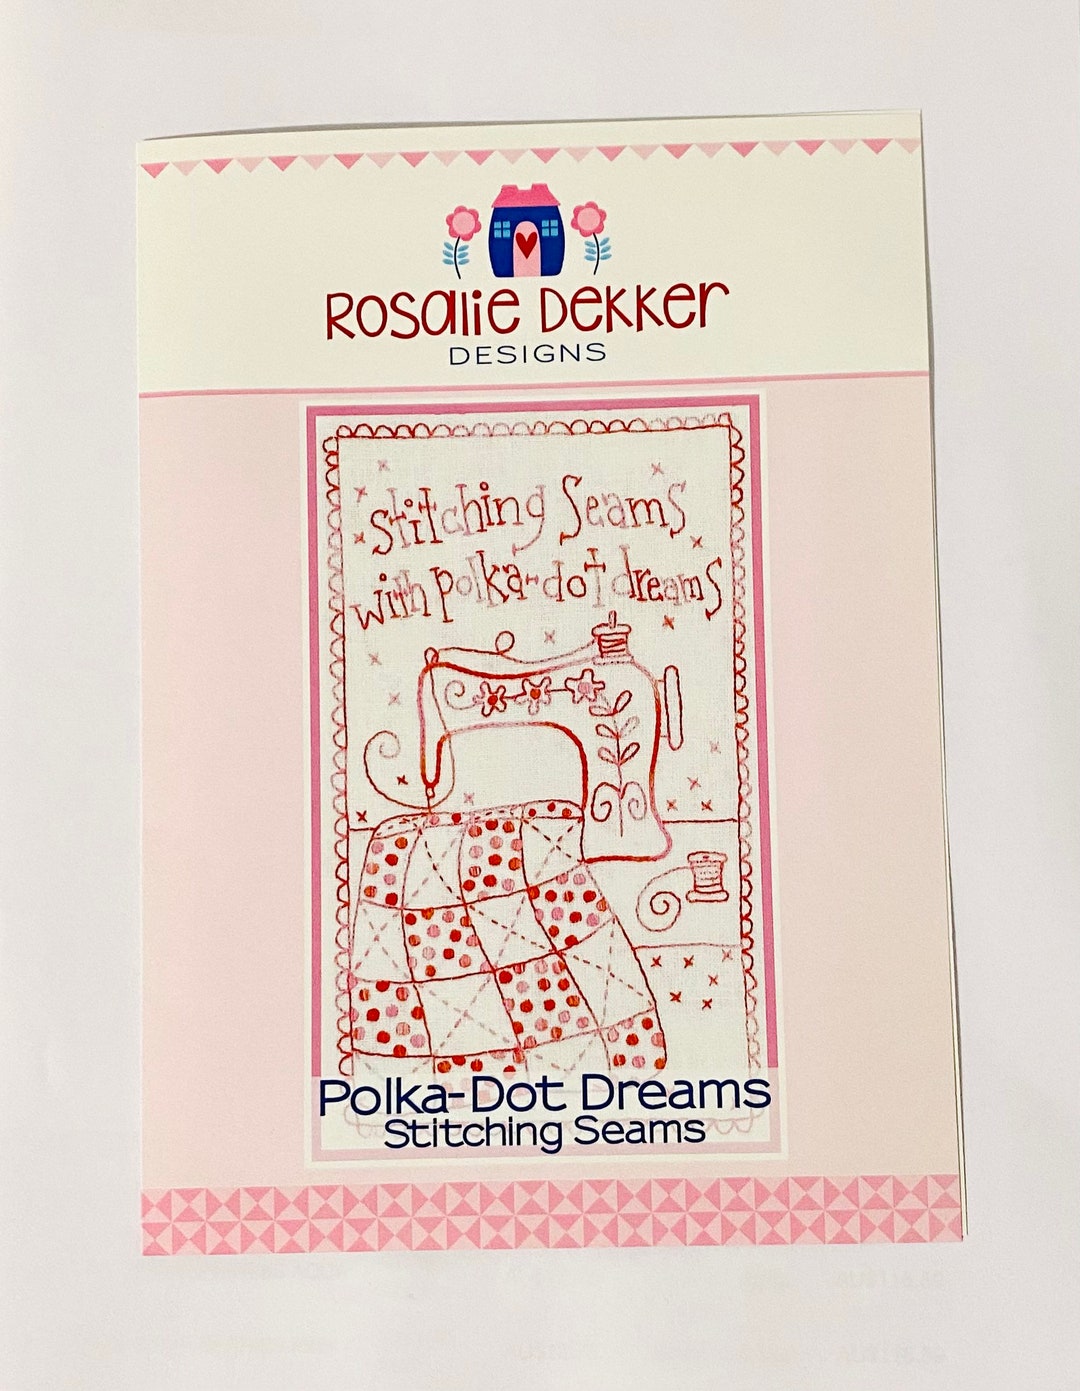 Rosalie Dekker
DESIGNS
Stitching Seams
with polka-dot dreams
Polka-Dot Dreams
Stitching Seams